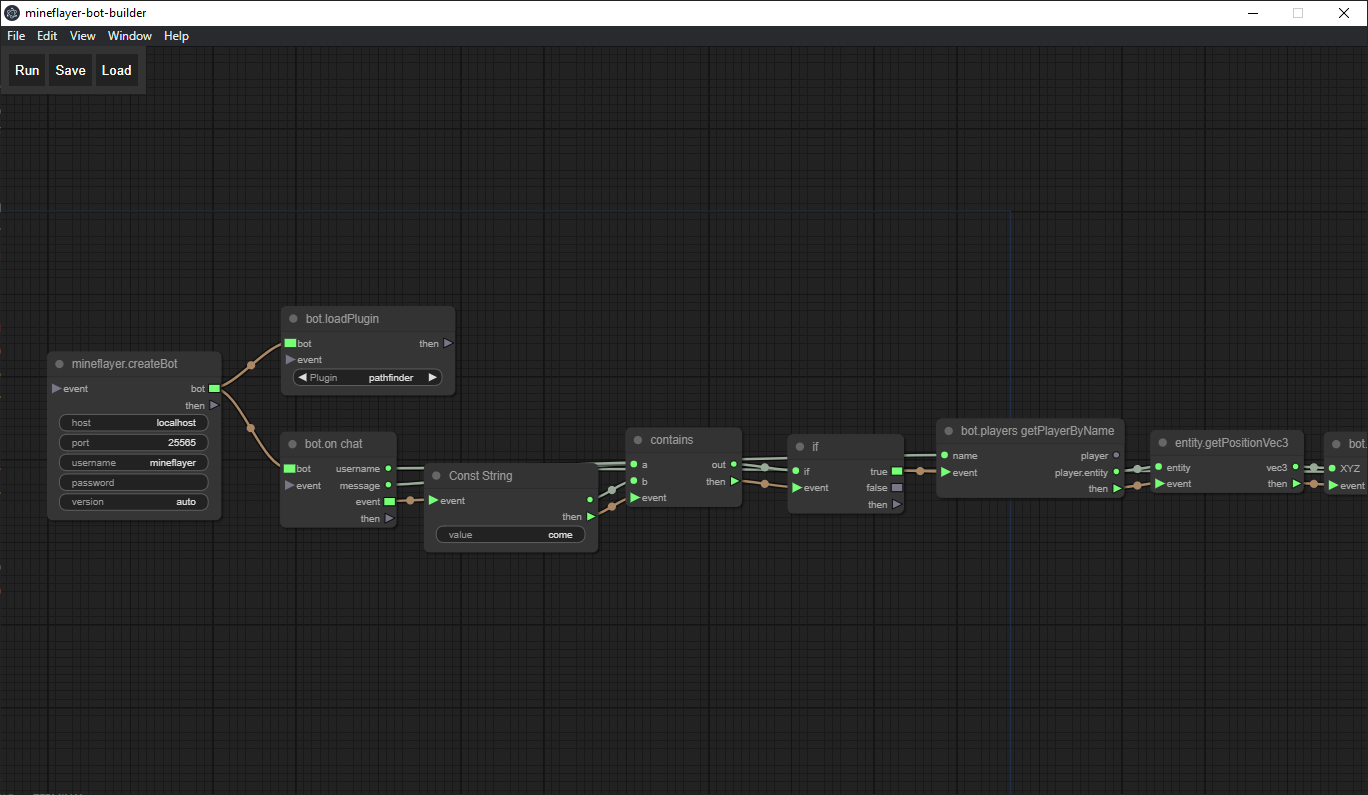 mineflayer-bot-builder
File Edit View Window Help
Run Save Load
bot.loadPlugin
bot then
event
Plugin pathfinder
mineflayer.createBot
event bot
then
host localhost
port 25565
username mineflayer
password
version auto
bot.on chat
bot username
event message
event
then
Const String
event
then
value come
contains
a out
b then
event
if
if true
event false
then
bot.players getPlayerByName
name player
event player.entity
then
entity.getPositionVec3
entity vec3
event then
bot.
XYZ
event